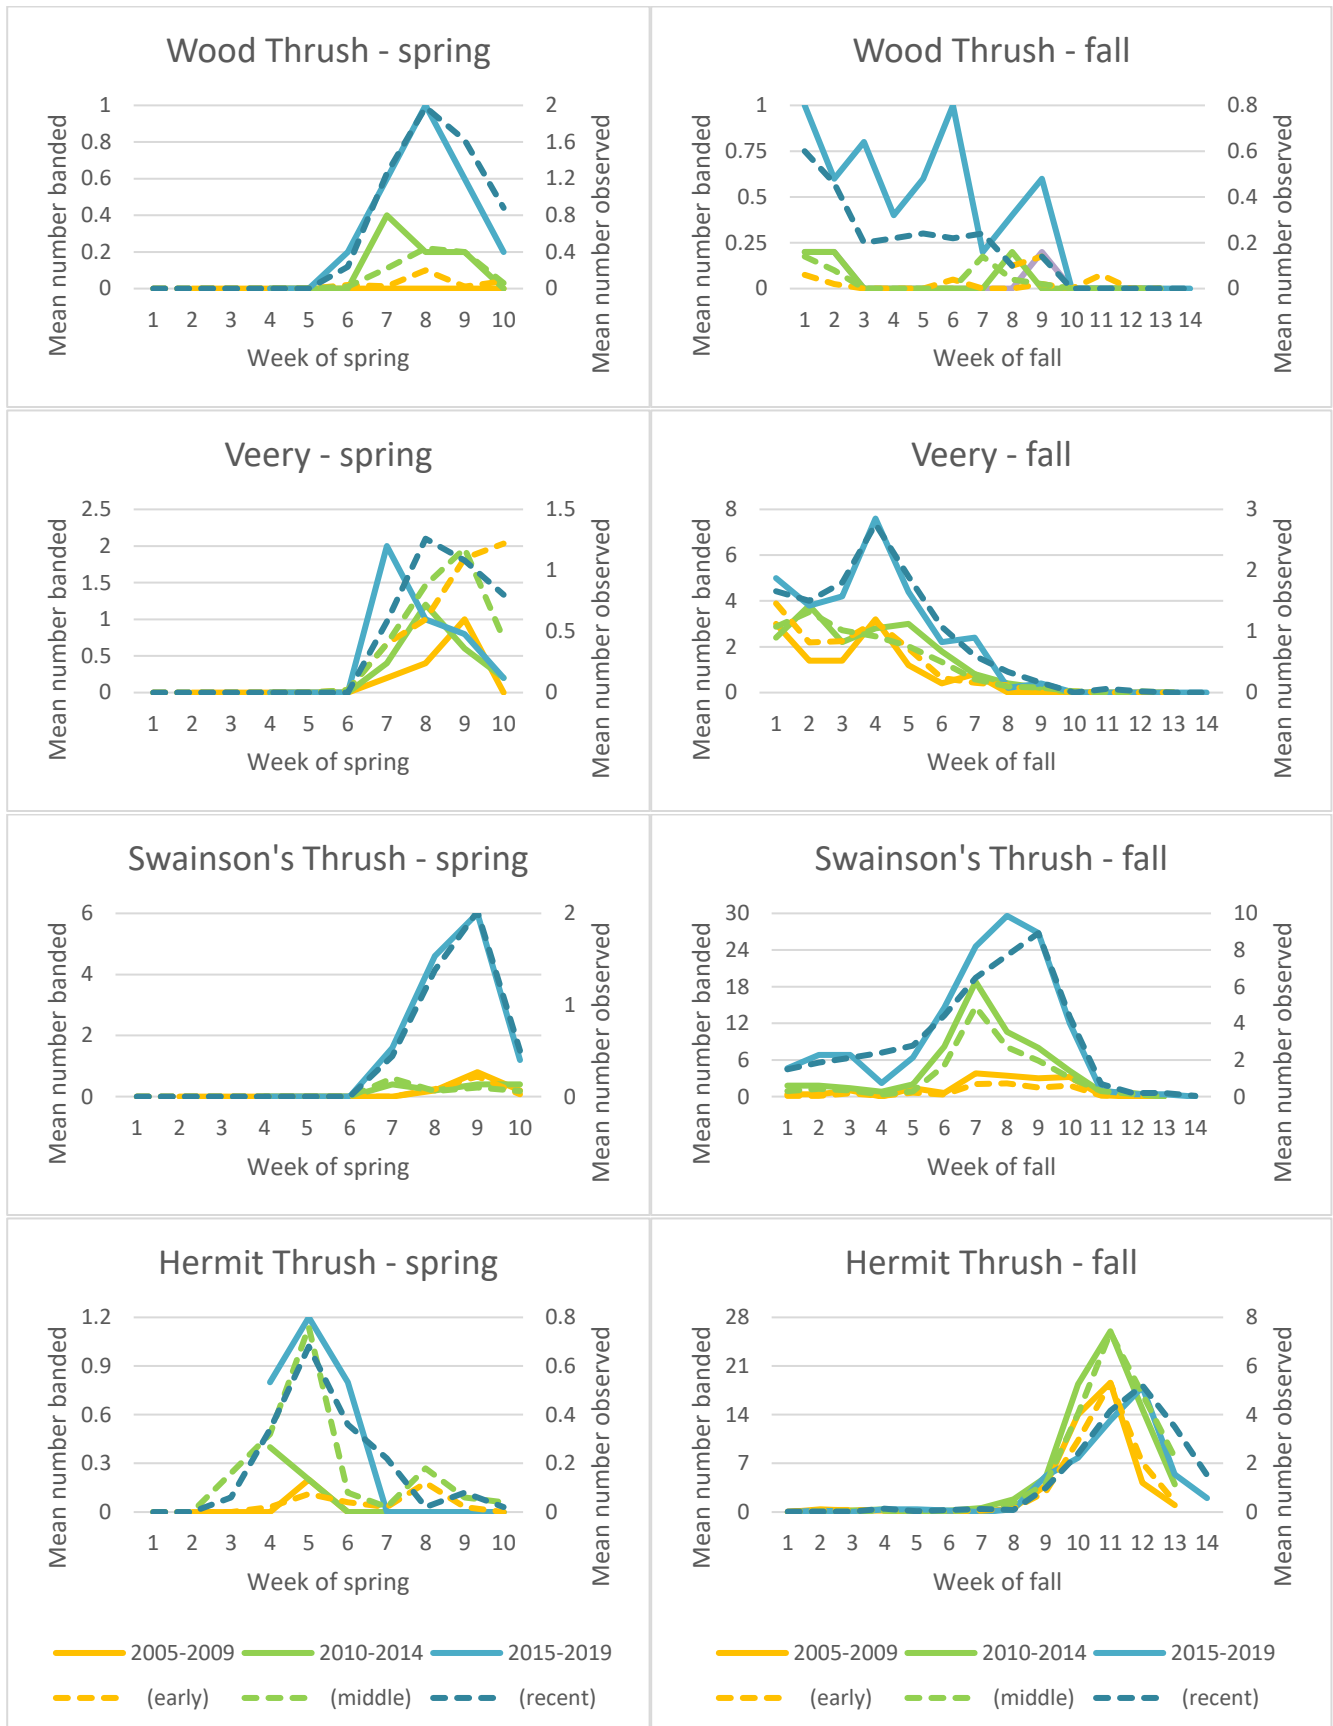 Wood Thrush - spring
Mean number banded
1
0.8
0.6
0.4
0.2
0
2
1.6
1.2
0.8
0.4
0
Mean number observed
1 2 3 4 5 6 7 8 9 10
Week of spring
Wood Thrush - fall
Mean number banded
1
0.75
0.5
0.25
0
0.8
0.6
0.4
0.2
0
Mean number observed
1 2 3 4 5 6 7 8 9 10 11 12 13 14
Week of fall
Veery - spring
Mean number banded
2.5
2
1.5
1
0.5
0
1.5
1
0.5
0
Mean number observed
1 2 3 4 5 6 7 8 9 10
Week of spring
Veery - fall
Mean number banded
8
6
4
2
0
3
2
1
0
Mean number observed
1 2 3 4 5 6 7 8 9 10 11 12 13 14
Week of fall
Swainson's Thrush - spring
Mean number banded
6
4
2
0
2
1
0
Mean number observed
1 2 3 4 5 6 7 8 9 10
Week of spring
Swainson's Thrush - fall
Mean number banded
30
24
18
12
6
0
10
8
6
4
2
0
Mean number observed
1 2 3 4 5 6 7 8 9 10 11 12 13 14
Week of fall
Hermit Thrush - spring
Mean number banded
1.2
0.9
0.6
0.3
0
0.8
0.6
0.4
0.2
0
Mean number observed
1 2 3 4 5 6 7 8 9 10
Week of spring
2005-2009 2010-2014 2015-2019
(early) (middle) (recent)
Hermit Thrush - fall
Mean number banded
28
21
14
7
0
8
6
4
2
0
Mean number observed
1 2 3 4 5 6 7 8 9 10 11 12 13 14
Week of fall
2005-2009 2010-2014 2015-2019
(early) (middle) (recent)